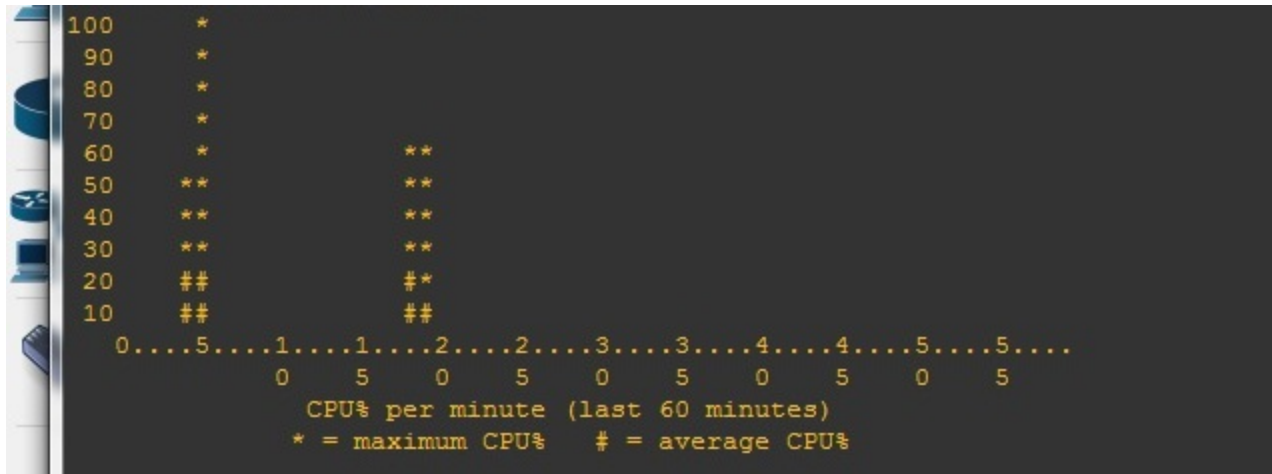 100      *
 90      *
 80      *
 70      *
 60      *            **
 50     **            **
 40     **            **
 30     **            **
 20     ##            #*
 10     ##            ##
   0....5....1....1....2....2....3....3....4....4....5....5....
             0    5    0    5    0    5    0    5    0    5
               CPU% per minute (last 60 minutes)
              * = maximum CPU%   # = average CPU%